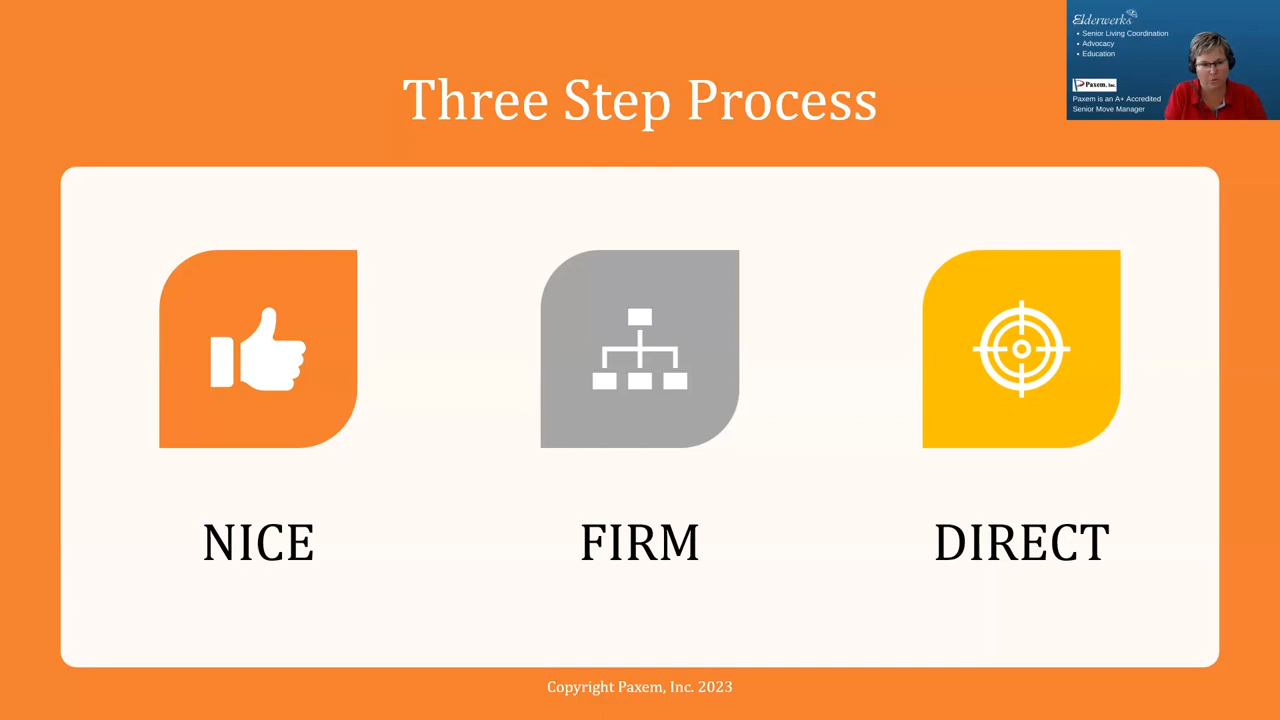 Three Step Process
Elderwerks
• Senior Living Coordination
• Advocacy
• Education
Paxem, Inc.
Paxem is an A+ Accredited
Senior Move Manager
NICE
FIRM
DIRECT
Copyright Paxem, Inc. 2023